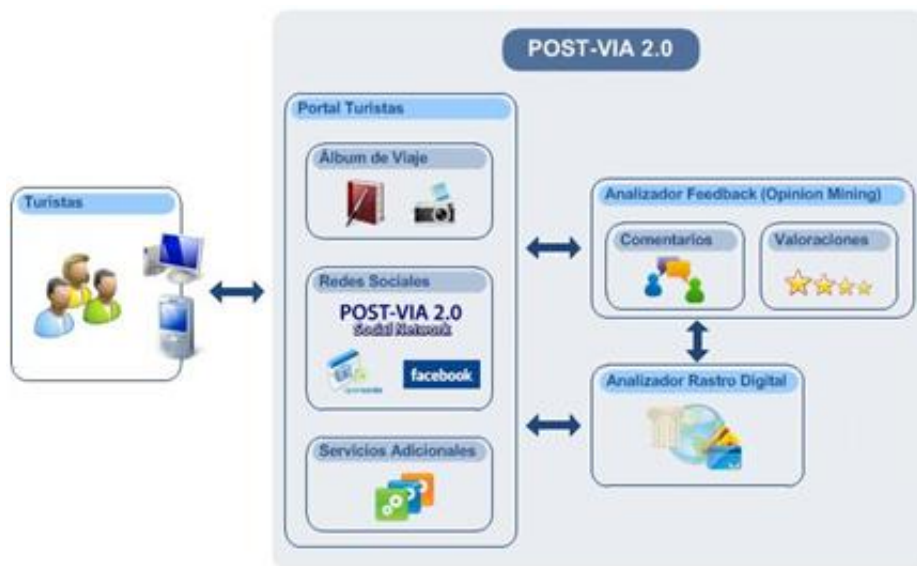 POST-VIA 2.0
Portal Turistas
Álbum de Viaje
Turistas
Analizador Feedback (Opinion Mining)
Comentarios
Valoraciones
Redes Sociales
POST-VIA 2.0
Social Network
facebook
Analizador Rastro Digital
Servicios Adicionales